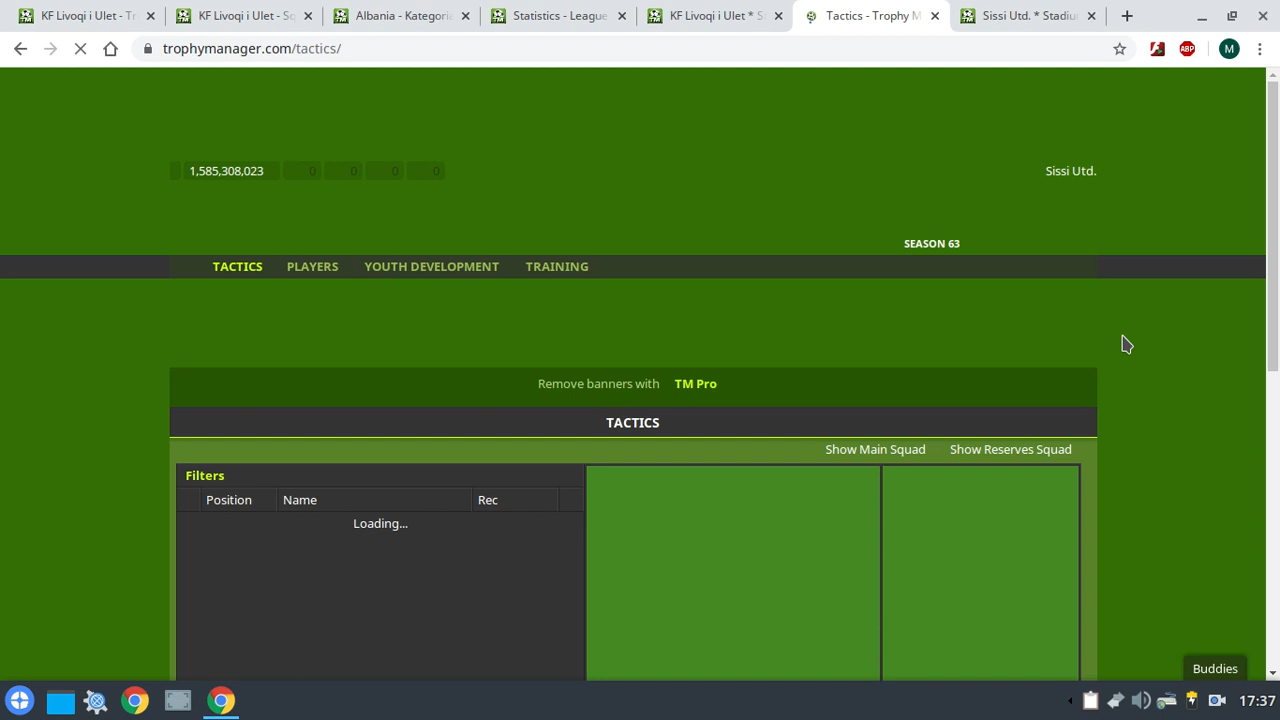 KF Livoqi i Ulet - Tr
KF Livoqi i Ulet - Sq
Albania - Kategoria
Statistics - League
KF Livoqi i Ulet * S
Tactics - Trophy M
Sissi Utd. * Stadiu
trophymanager.com/tactics/
ABP
M
1,585,308,023 0 0 0 0 Sissi Utd.
SEASON 63
TACTICS PLAYERS YOUTH DEVELOPMENT TRAINING
Remove banners with TM Pro
TACTICS
Show Main Squad Show Reserves Squad
Filters
Position Name Rec
Loading...
Buddies
17:37